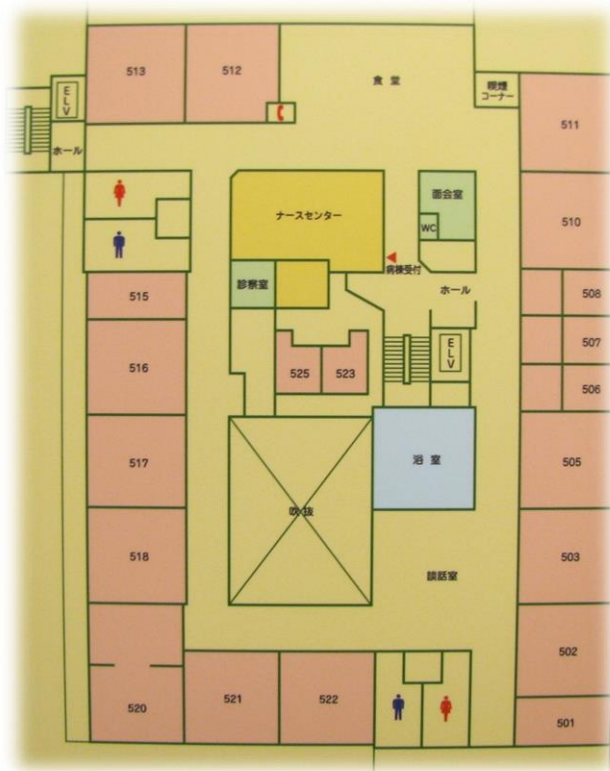 513
512
食堂
喫煙
コーナー
ELV
ホール
511
面会室
WC
ナースセンター
510
病棟受付
診察室
ホール
515
508
516
507
ELV
525
523
506
517
浴室
505
吹抜
518
談話室
503
502
520
521
522
501